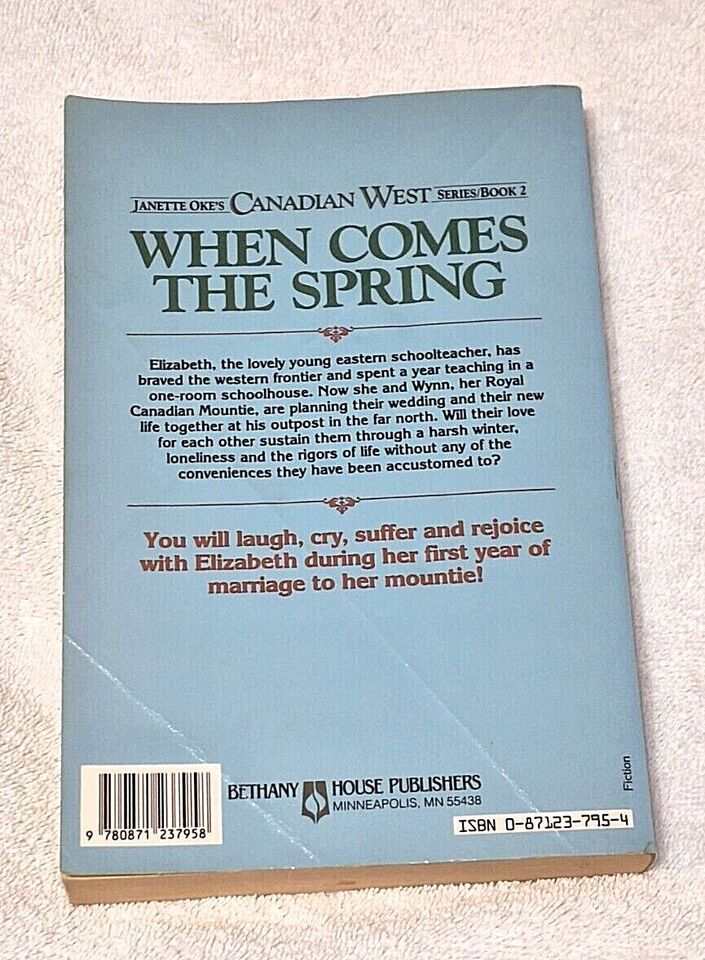 JANETTE OKE'S CANADIAN WEST SERIES/BOOK 2
WHEN COMES
THE SPRING
Elizabeth, the lovely young eastern schoolteacher, has
braved the western frontier and spent a year teaching in a
one-room schoolhouse. Now she and Wynn, her Royal
Canadian Mountie, are planning their wedding and their new
life together at his outpost in the far north. Will their love
for each other sustain them through a harsh winter,
loneliness and the rigors of life without any of the
conveniences they have been accustomed to?
You will laugh, cry, suffer and rejoice
with Elizabeth during her first year of
marriage to her mountie!
BETHANY HOUSE PUBLISHERS
MINNEAPOLIS, MN 55438
9 780871 237958
ISBN 0-87123-795-4
Fiction